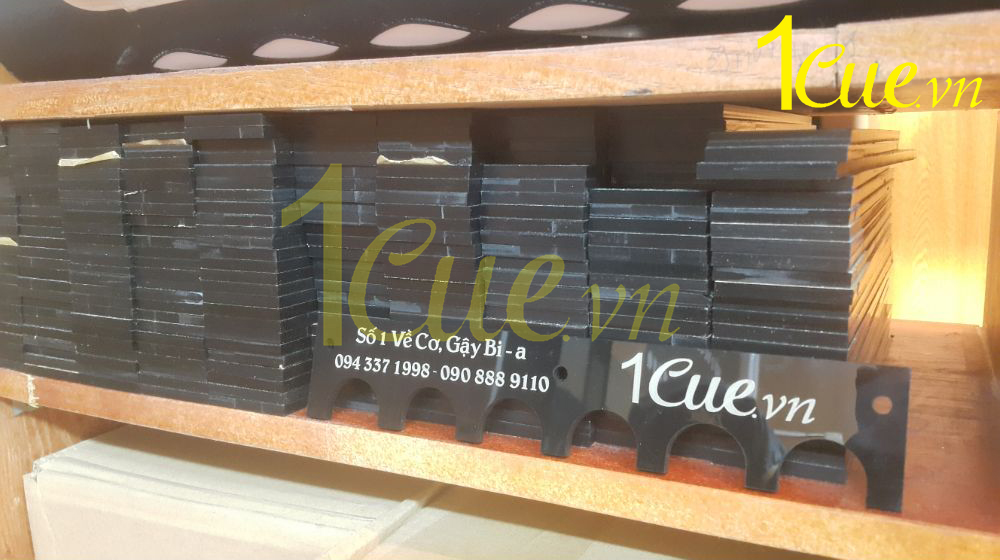 1Cue.vn
1Cue.vn
Số 1 Về Cơ, Gậy Bi - a
094 337 1998 - 090 888 9110
1Cue.vn